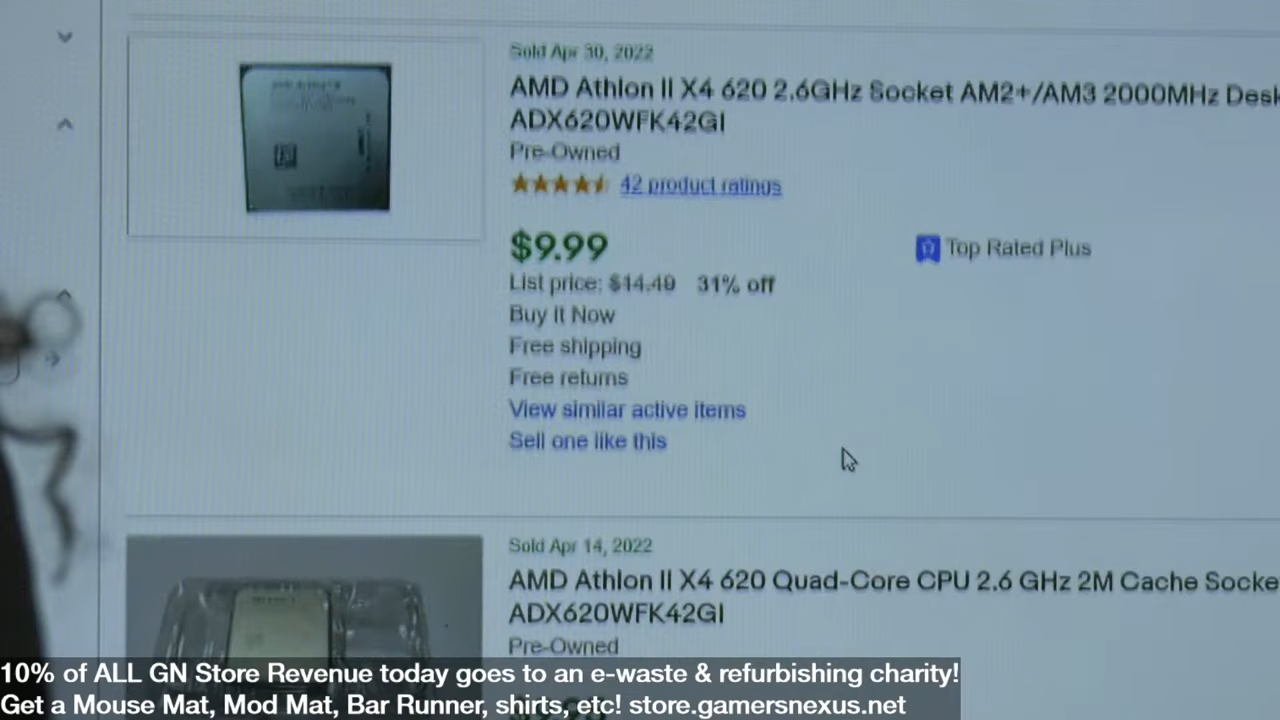 Sold Apr 30, 2022
AMD Athlon II X4 620 2.6GHz Socket AM2+/AM3 2000MHz Desk
ADX620WFK42GI
Pre-Owned
42 product ratings
$9.99
Top Rated Plus
List price: $14.49 31% off
Buy It Now
Free shipping
Free returns
View similar active items
Sell one like this
Sold Apr 14, 2022
AMD Athlon II X4 620 Quad-Core CPU 2.6 GHz 2M Cache Socke
ADX620WFK42GI
Pre-Owned
10% of ALL GN Store Revenue today goes to an e-waste & refurbishing charity!
Get a Mouse Mat, Mod Mat, Bar Runner, shirts, etc! store.gamersnexus.net